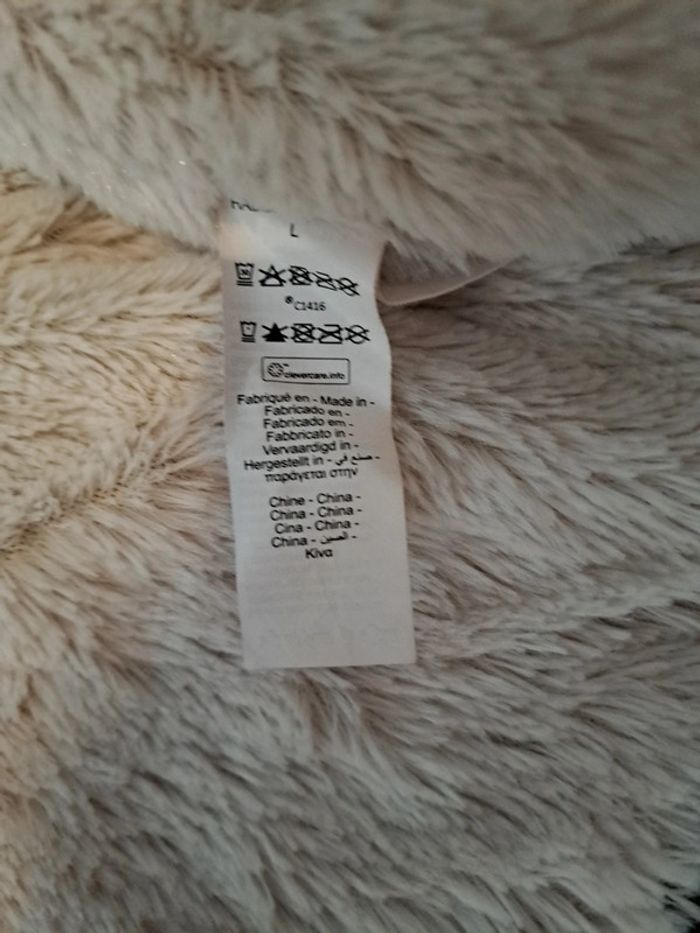 L
®C1416
clevercare.info
Fabriqué en - Made in -
Fabricado en -
Fabricado em -
Fabbricato in -
Vervaardigd in -
Hergestellt in - صنع في -
παράγεται στην
Chine - China -
China - China -
Cina - China -
China - الصين -
Κίνα